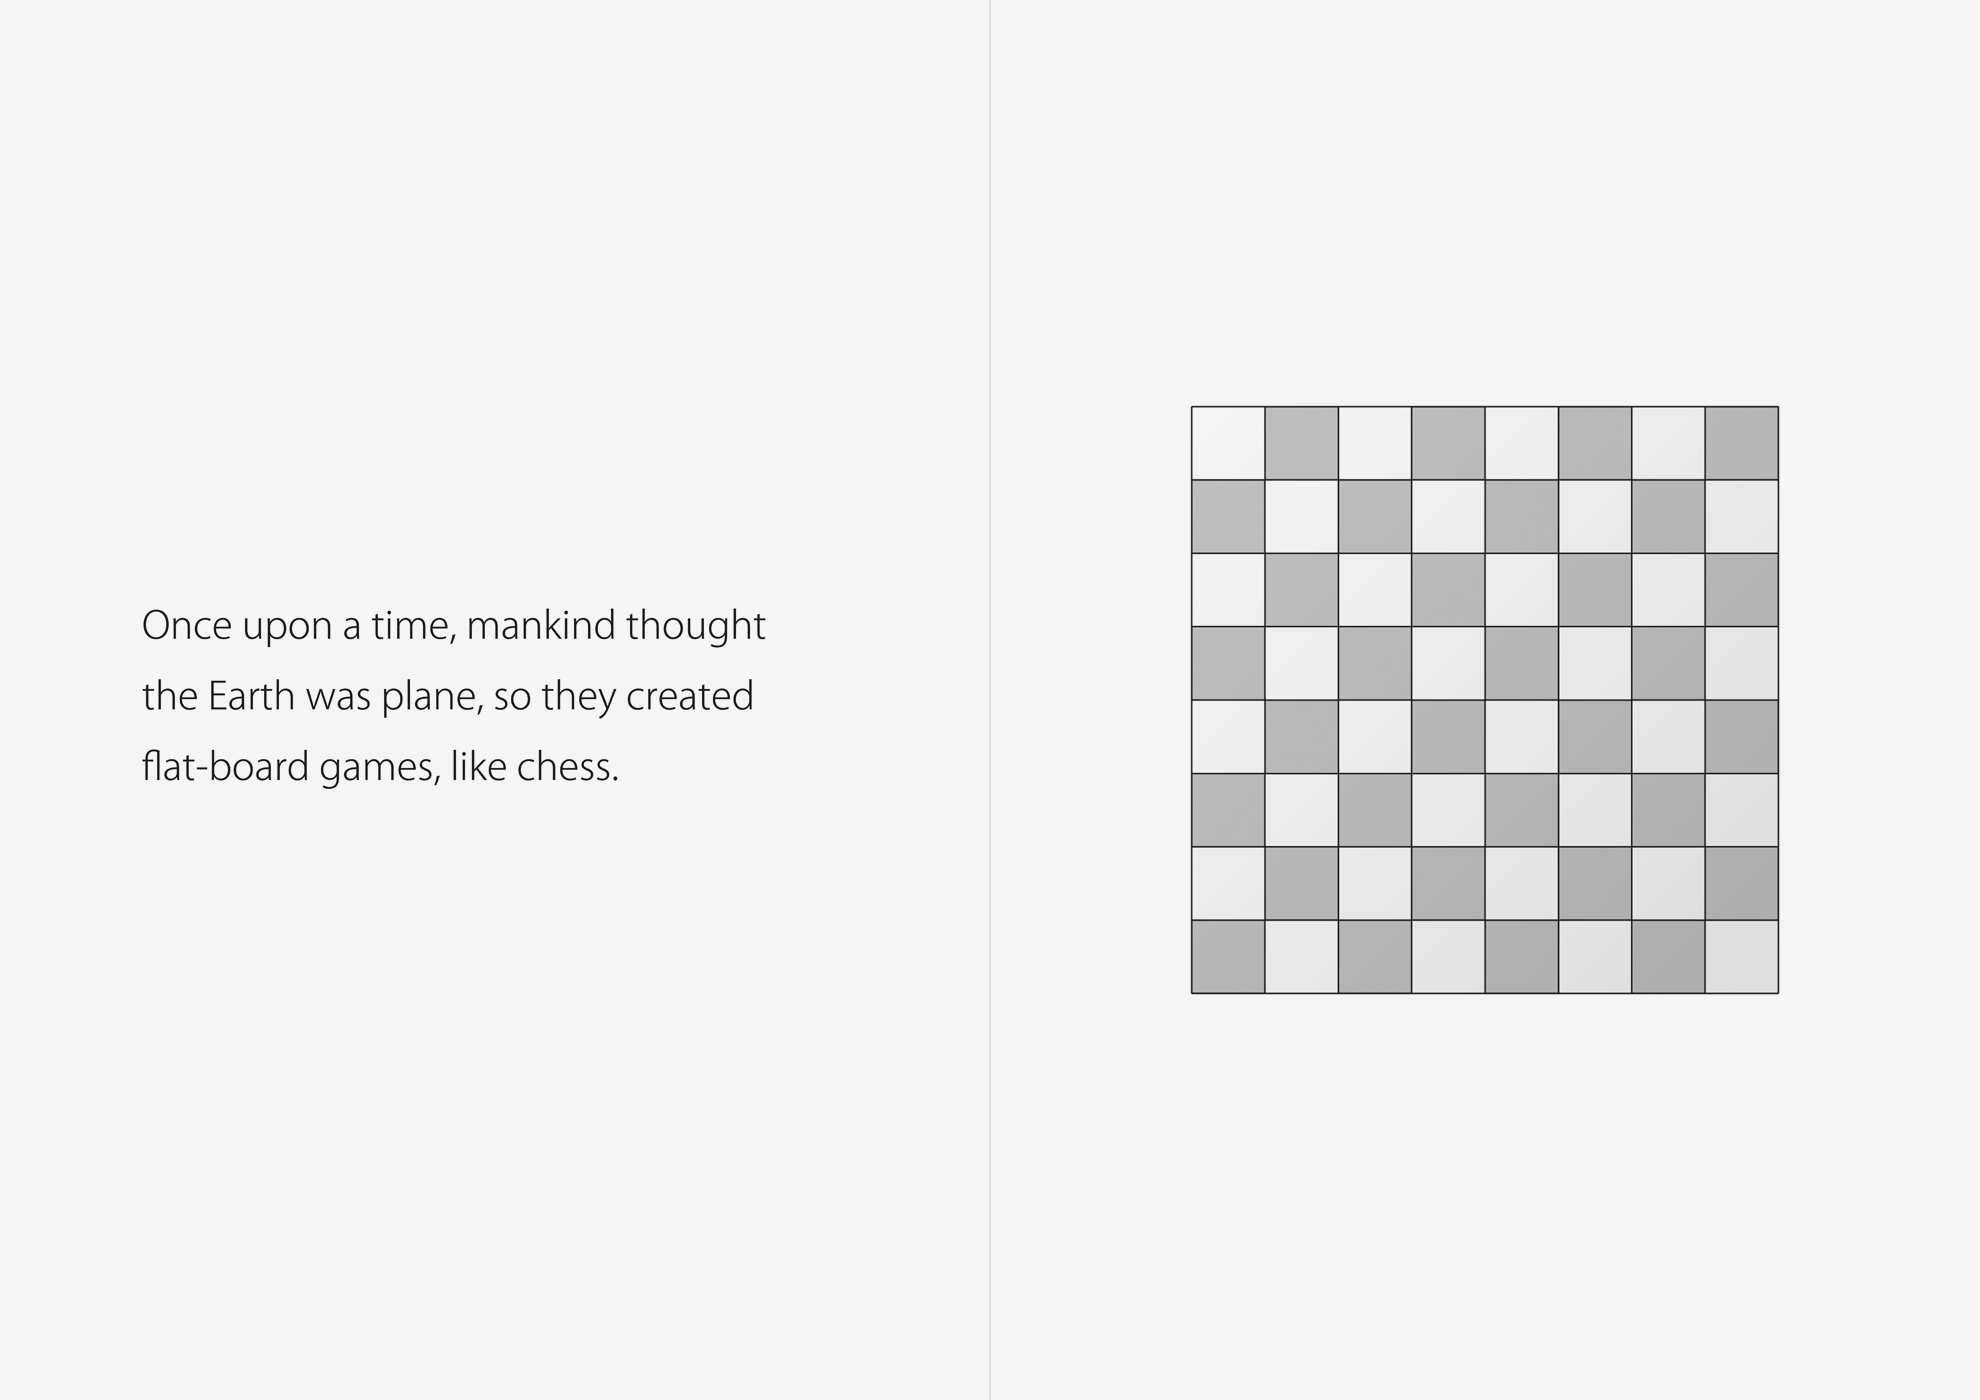 Once upon a time, mankind thought
the Earth was plane, so they created
flat-board games, like chess.